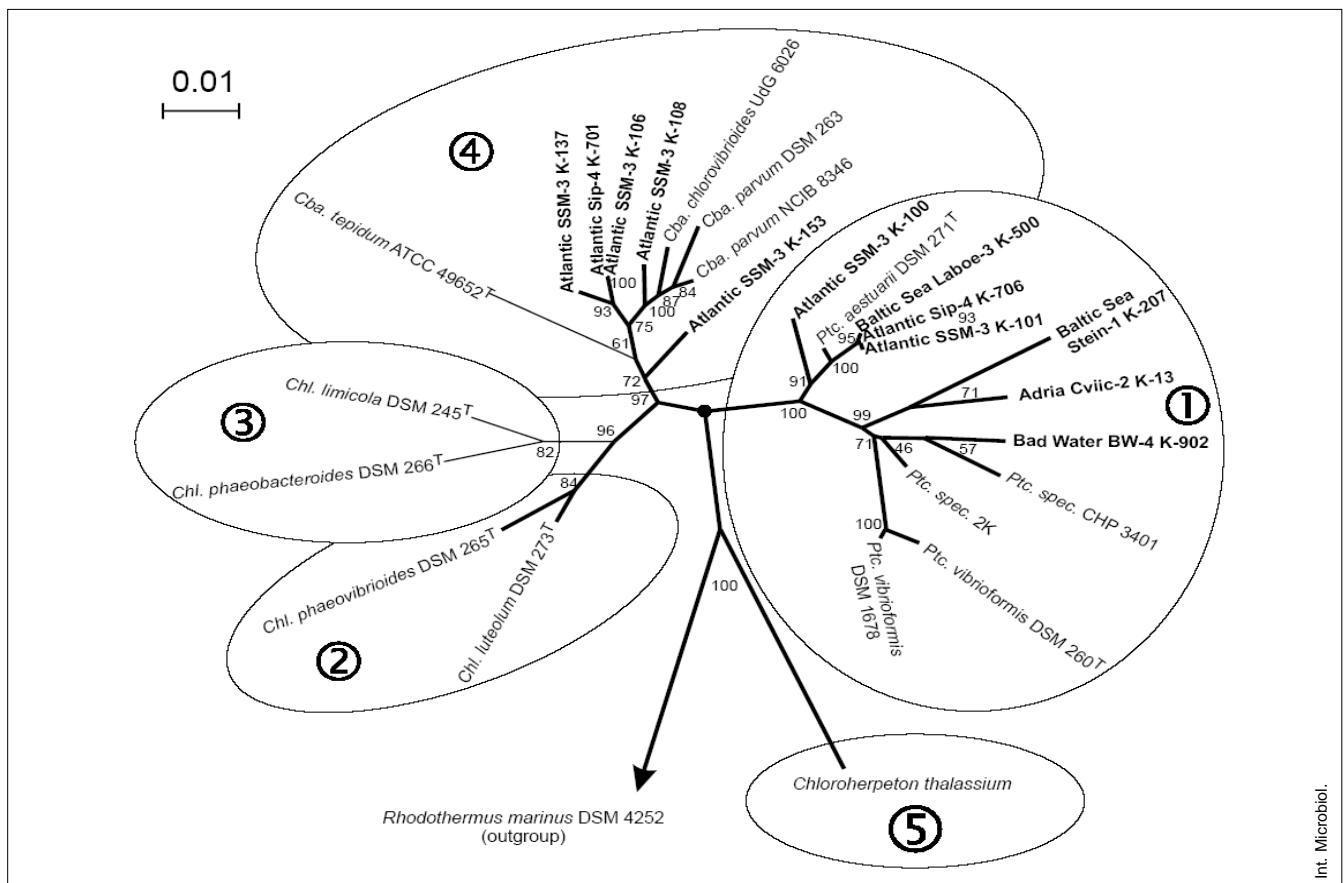 0.01
④
Cba. tepidum ATCC 49652T
Atlantic SSM-3 K-137
Atlantic Sip-4 K-701
Atlantic SSM-3 K-106
Atlantic SSM-3 K-108
Cba. chlorovibrioides UdG 6026
Cba. parvum DSM 263
Cba. parvum NCIB 8346
Atlantic SSM-3 K-153
100
93
75
100
87
84
61
72
97
①
Atlantic SSM-3 K-100
Ptc. aestuarii DSM 271T
Baltic Sea Laboe-3 K-500
Atlantic Sip-4 K-706
93
95
Atlantic SSM-3 K-101
100
91
100
Baltic Sea
Stein-1 K-207
71
Adria Cviic-2 K-13
99
Bad Water BW-4 K-902
71
46
57
Ptc. spec. CHP 3401
Ptc. spec. 2K
100
Ptc. vibrioformis
DSM 1678
Ptc. vibrioformis DSM 260T
③
Chl. limicola DSM 245T
Chl. phaeobacteroides DSM 266T
82
96
84
②
Chl. phaeovibrioides DSM 265T
Chl. luteolum DSM 273T
100
Rhodothermus marinus DSM 4252
(outgroup)
Chloroherpeton thalassium
⑤
Int. Microbiol.